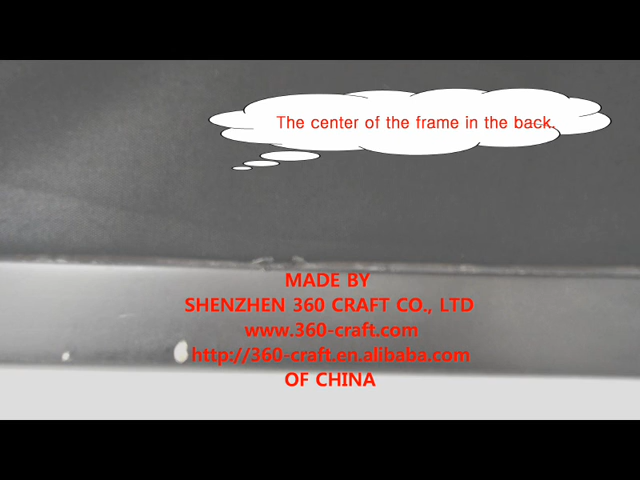 The center of the frame in the back.
MADE BY
SHENZHEN 360 CRAFT CO., LTD
www.360-craft.com
http://360-craft.en.alibaba.com
OF CHINA